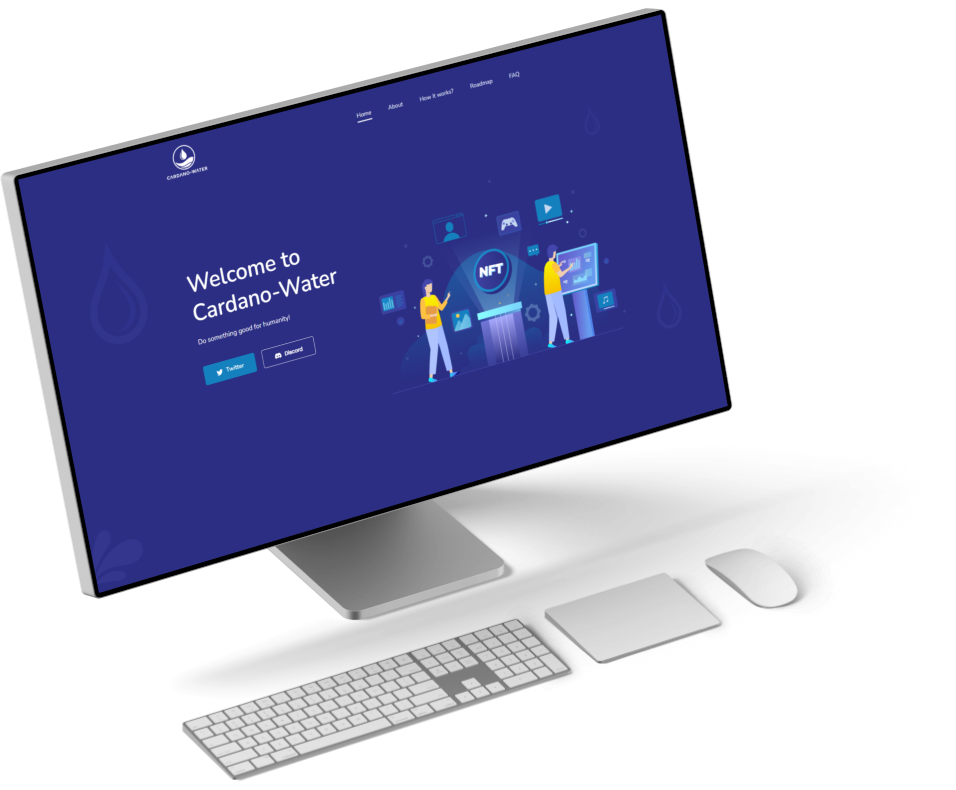 Home
About
How it works?
Roadmap
FAQ
CARDANO-WATER
Welcome to
Cardano-Water
Do something good for humanity!
Twitter
Discord
NFT